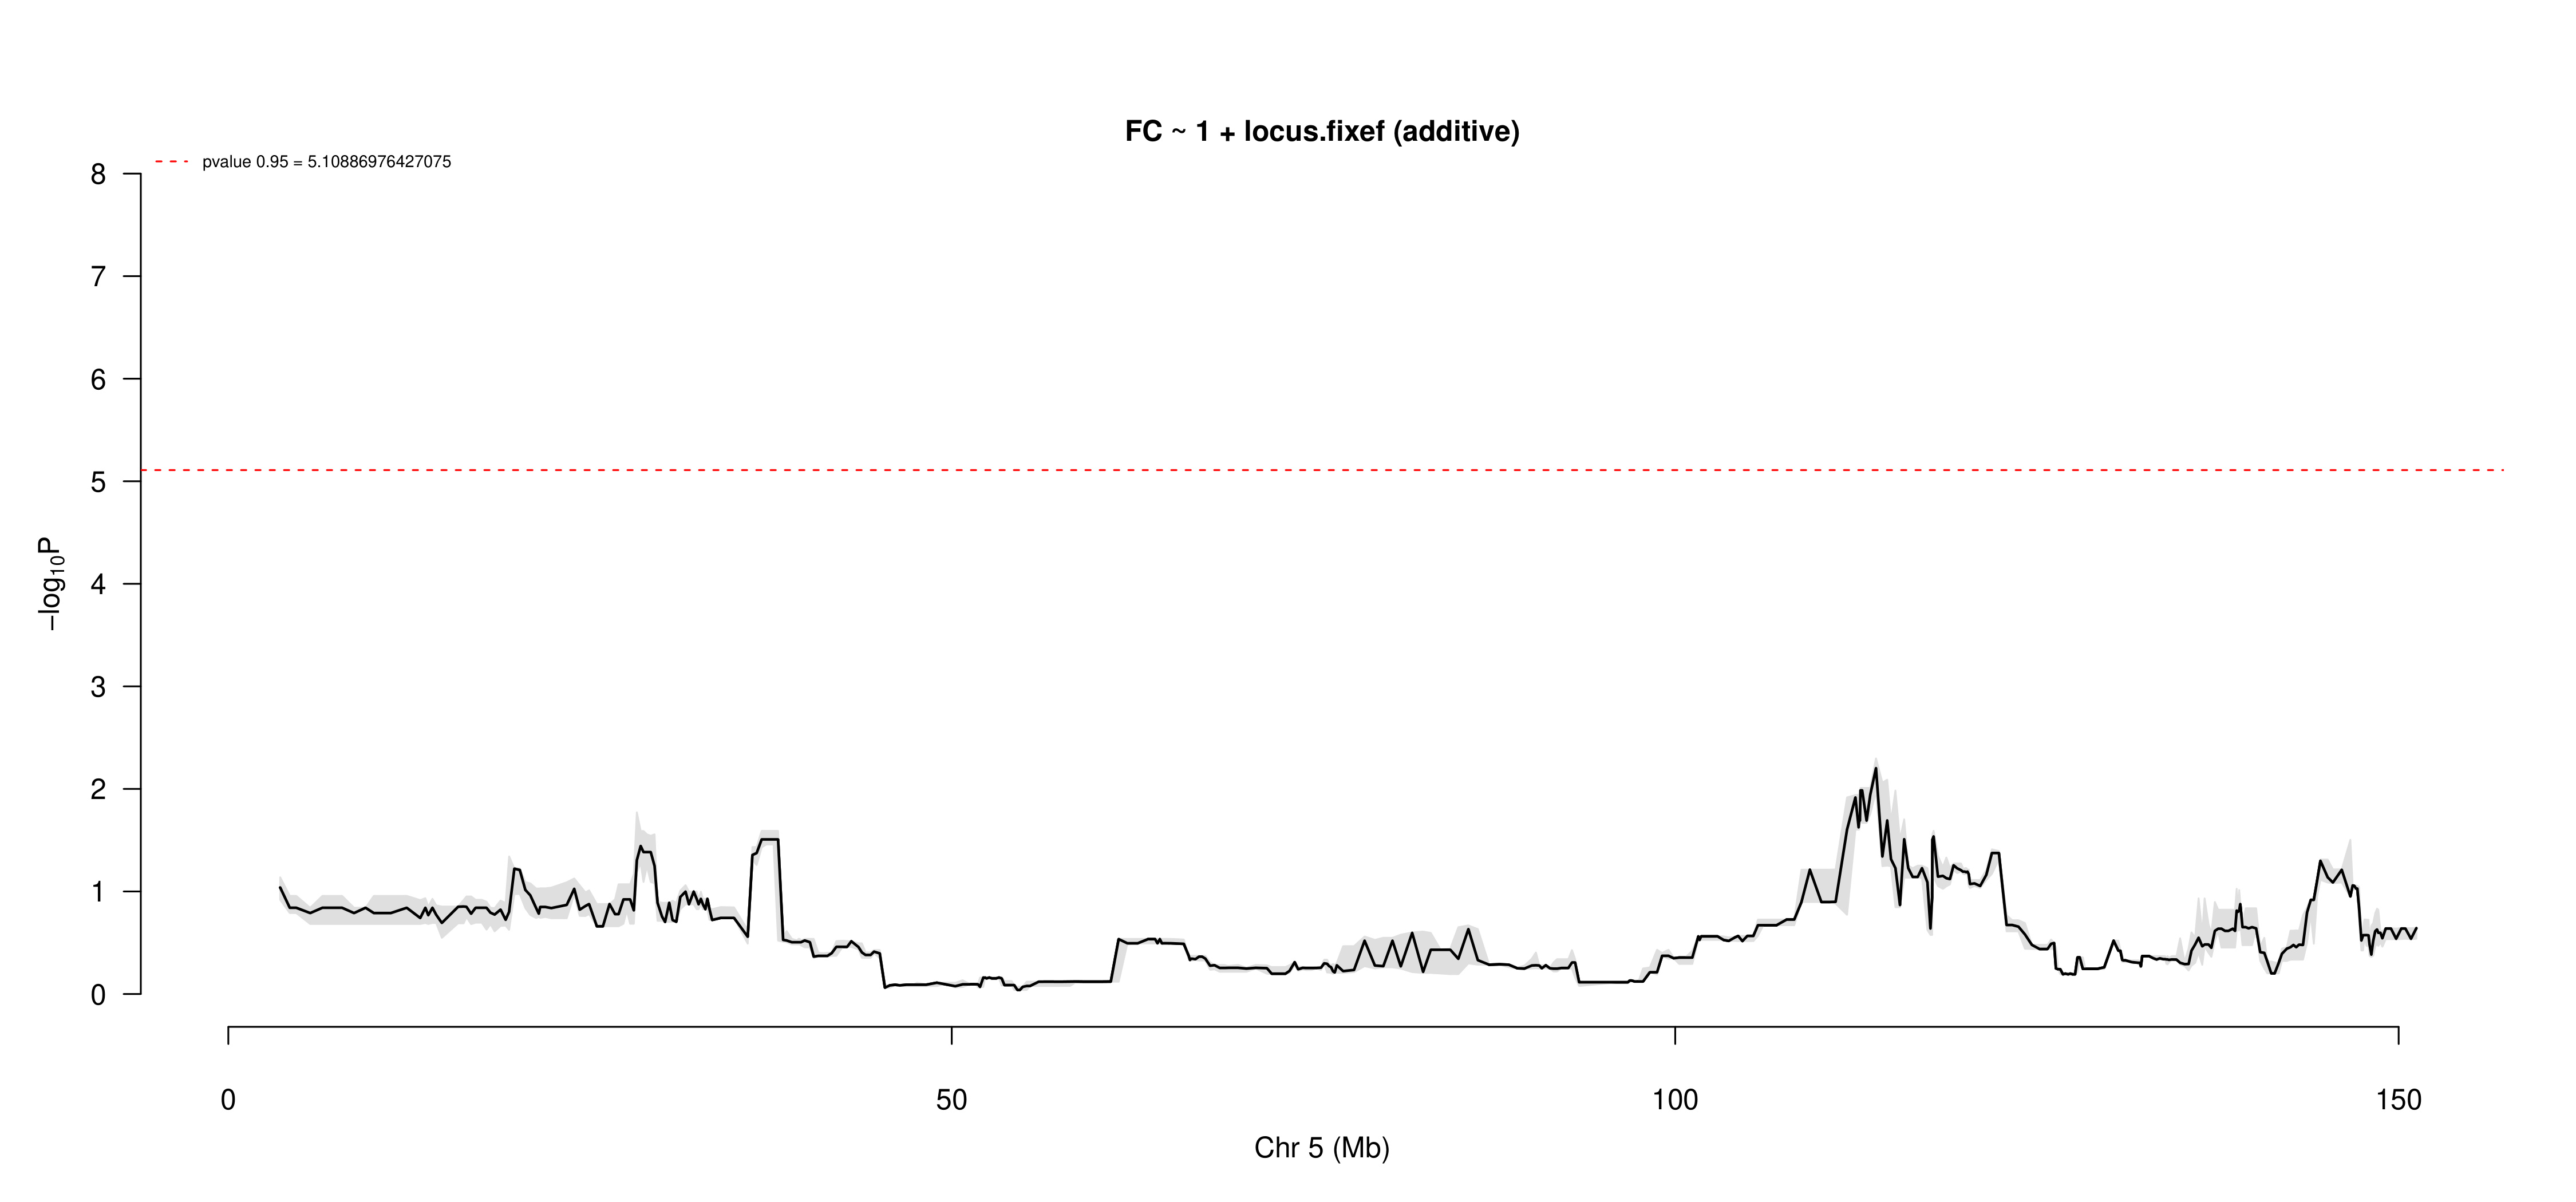 FC ~ 1 + locus.fixef (additive)
pvalue 0.95 = 5.10886976427075
8
7
6
5
4
3
2
1
0
−log10P
0 50 100 150
Chr 5 (Mb)